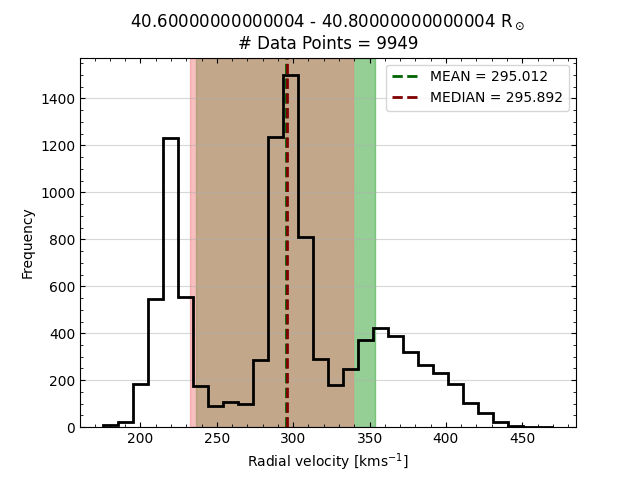 40.60000000000004 - 40.80000000000004 R⊙
# Data Points = 9949
MEAN = 295.012
MEDIAN = 295.892
1400
1200
1000
800
600
400
200
0
Frequency
200
250
300
350
400
450
Radial velocity [kms⁻¹]